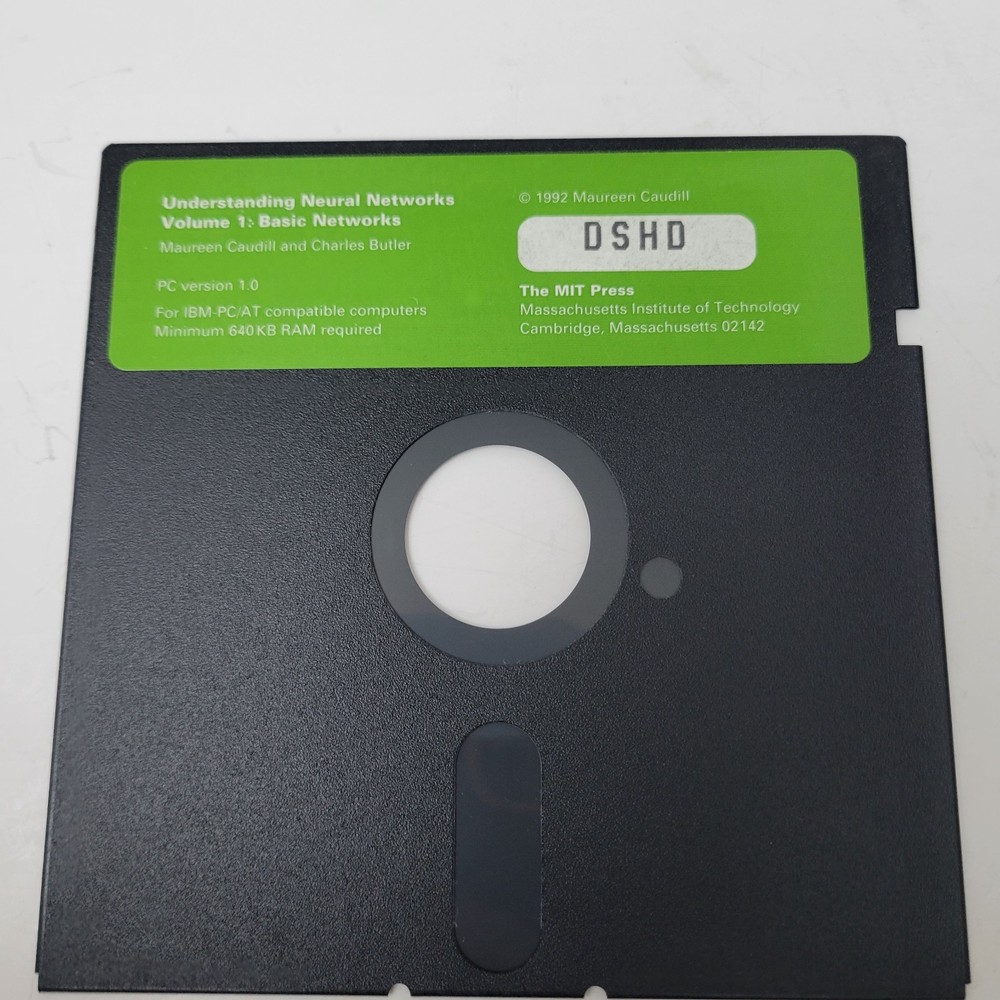 Understanding Neural Networks
Volume 1: Basic Networks
Maureen Caudill and Charles Butler
PC version 1.0
For IBM-PC/AT compatible computers
Minimum 640KB RAM required
© 1992 Maureen Caudill
DSHD
The MIT Press
Massachusetts Institute of Technology
Cambridge, Massachusetts 02142